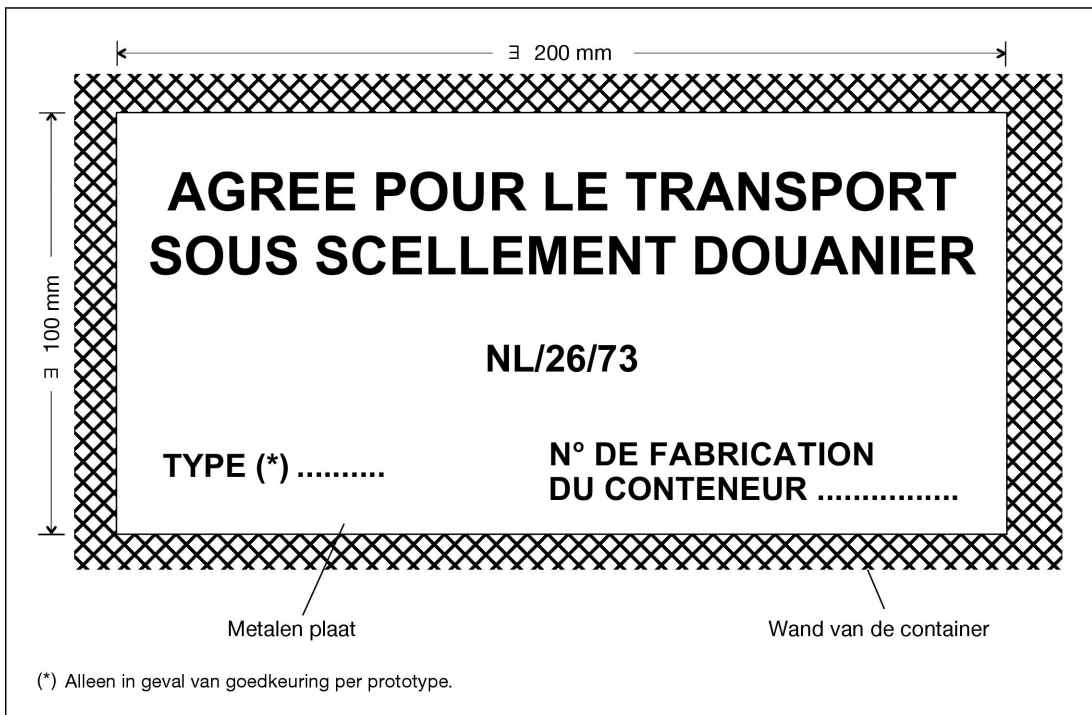 ∃ 200 mm
∃ 100 mm
AGREE POUR LE TRANSPORT
SOUS SCELLEMENT DOUANIER
NL/26/73
TYPE (*) ..........
N° DE FABRICATION
DU CONTENEUR ................
Metalen plaat
Wand van de container
(*) Alleen in geval van goedkeuring per prototype.